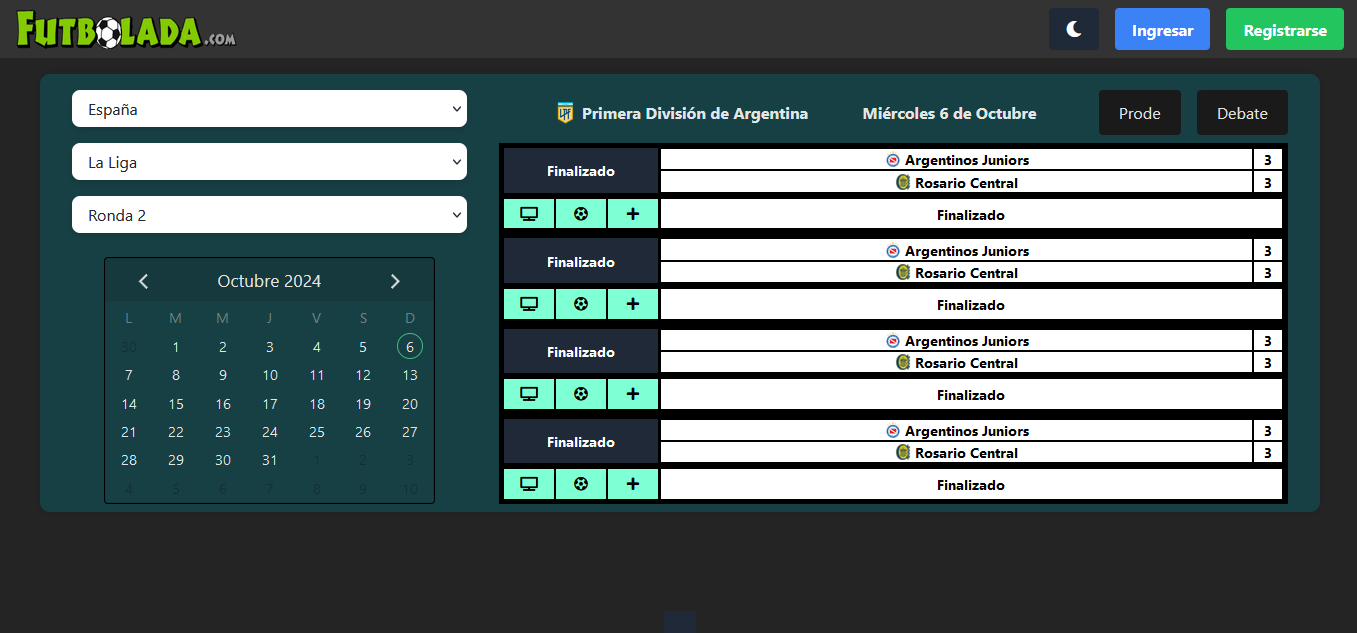 FUTBOLADA.COM
Ingresar
Registrarse
España
La Liga
Ronda 2
Octubre 2024
L M M J V S D
30 1 2 3 4 5 6
7 8 9 10 11 12 13
14 15 16 17 18 19 20
21 22 23 24 25 26 27
28 29 30 31 1 2 3
4 5 6 7 8 9 10
Primera División de Argentina
Miércoles 6 de Octubre
Prode
Debate
Finalizado
Argentinos Juniors 3
Rosario Central 3
Finalizado
Finalizado
Argentinos Juniors 3
Rosario Central 3
Finalizado
Finalizado
Argentinos Juniors 3
Rosario Central 3
Finalizado
Finalizado
Argentinos Juniors 3
Rosario Central 3
Finalizado